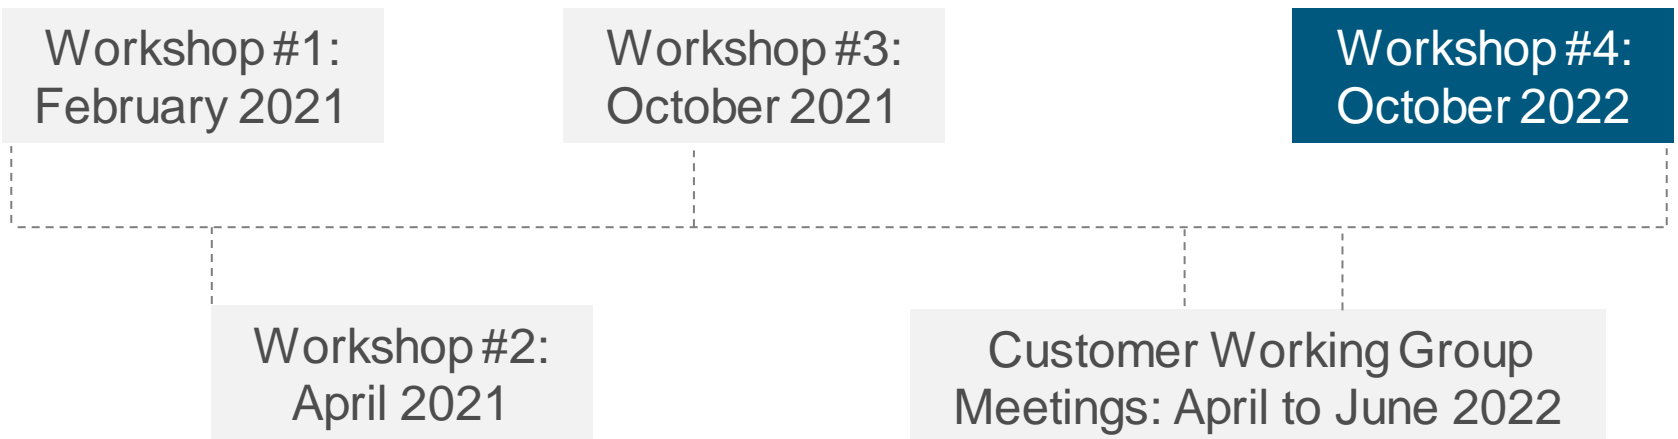 Workshop #1:
February 2021
Workshop #3:
October 2021
Workshop #4:
October 2022
Workshop #2:
April 2021
Customer Working Group
Meetings: April to June 2022